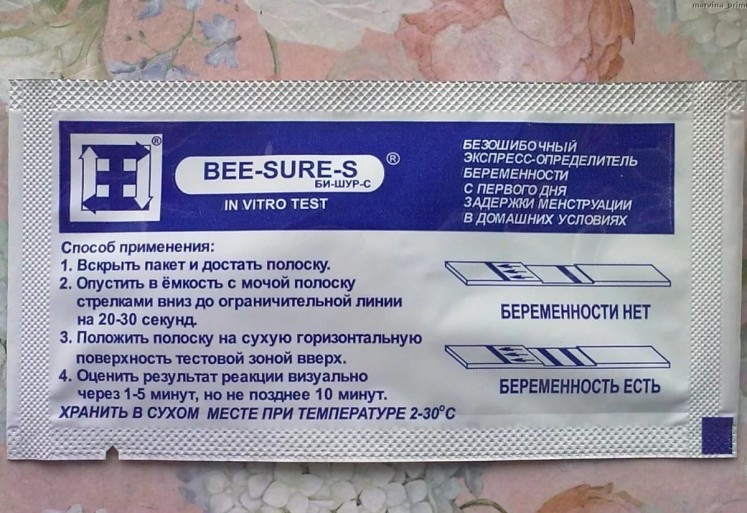 marvina_prim
®
BEE-SURE-S ®
БИ-ШУР-С
IN VITRO TEST
БЕЗОШИБОЧНЫЙ
ЭКСПРЕСС-ОПРЕДЕЛИТЕЛЬ
БЕРЕМЕННОСТИ
С ПЕРВОГО ДНЯ
ЗАДЕРЖКИ МЕНСТРУАЦИИ
В ДОМАШНИХ УСЛОВИЯХ
Способ применения:
1. Вскрыть пакет и достать полоску.
2. Опустить в ёмкость с мочой полоску
стрелками вниз до ограничительной линии
на 20-30 секунд.
3. Положить полоску на сухую горизонтальную
поверхность тестовой зоной вверх.
4. Оценить результат реакции визуально
через 1-5 минут, но не позднее 10 минут.
ХРАНИТЬ В СУХОМ МЕСТЕ ПРИ ТЕМПЕРАТУРЕ 2-30°С
БЕРЕМЕННОСТИ НЕТ
БЕРЕМЕННОСТЬ ЕСТЬ